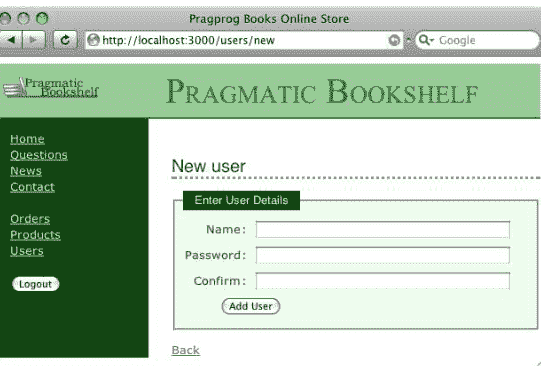 Pragprog Books Online Store
http://localhost:3000/users/new
Google
Pragmatic
Bookshelf
PRAGMATIC BOOKSHELF
Home
Questions
News
Contact
Orders
Products
Users
Logout
New user
Enter User Details
Name:
Password:
Confirm:
Add User
Back